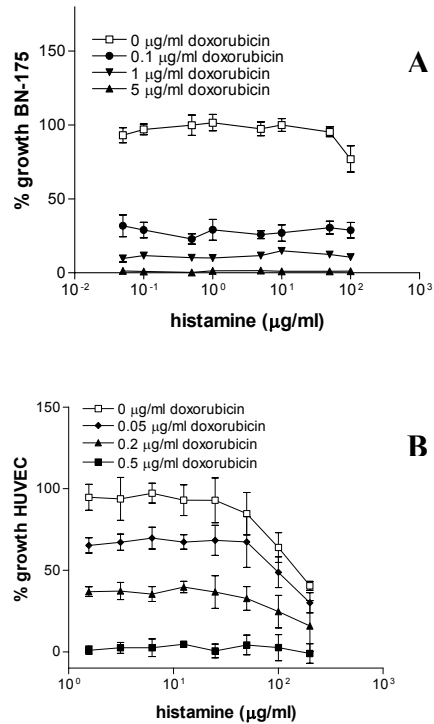 A
0 μg/ml doxorubicin
0.1 μg/ml doxorubicin
1 μg/ml doxorubicin
5 μg/ml doxorubicin
150
100
50
0
% growth BN-175
10⁻² 10⁻¹ 10⁰ 10¹ 10² 10³
histamine (μg/ml)
B
0 μg/ml doxorubicin
0.05 μg/ml doxorubicin
0.2 μg/ml doxorubicin
0.5 μg/ml doxorubicin
150
100
50
0
% growth HUVEC
10⁰ 10¹ 10² 10³
histamine (μg/ml)